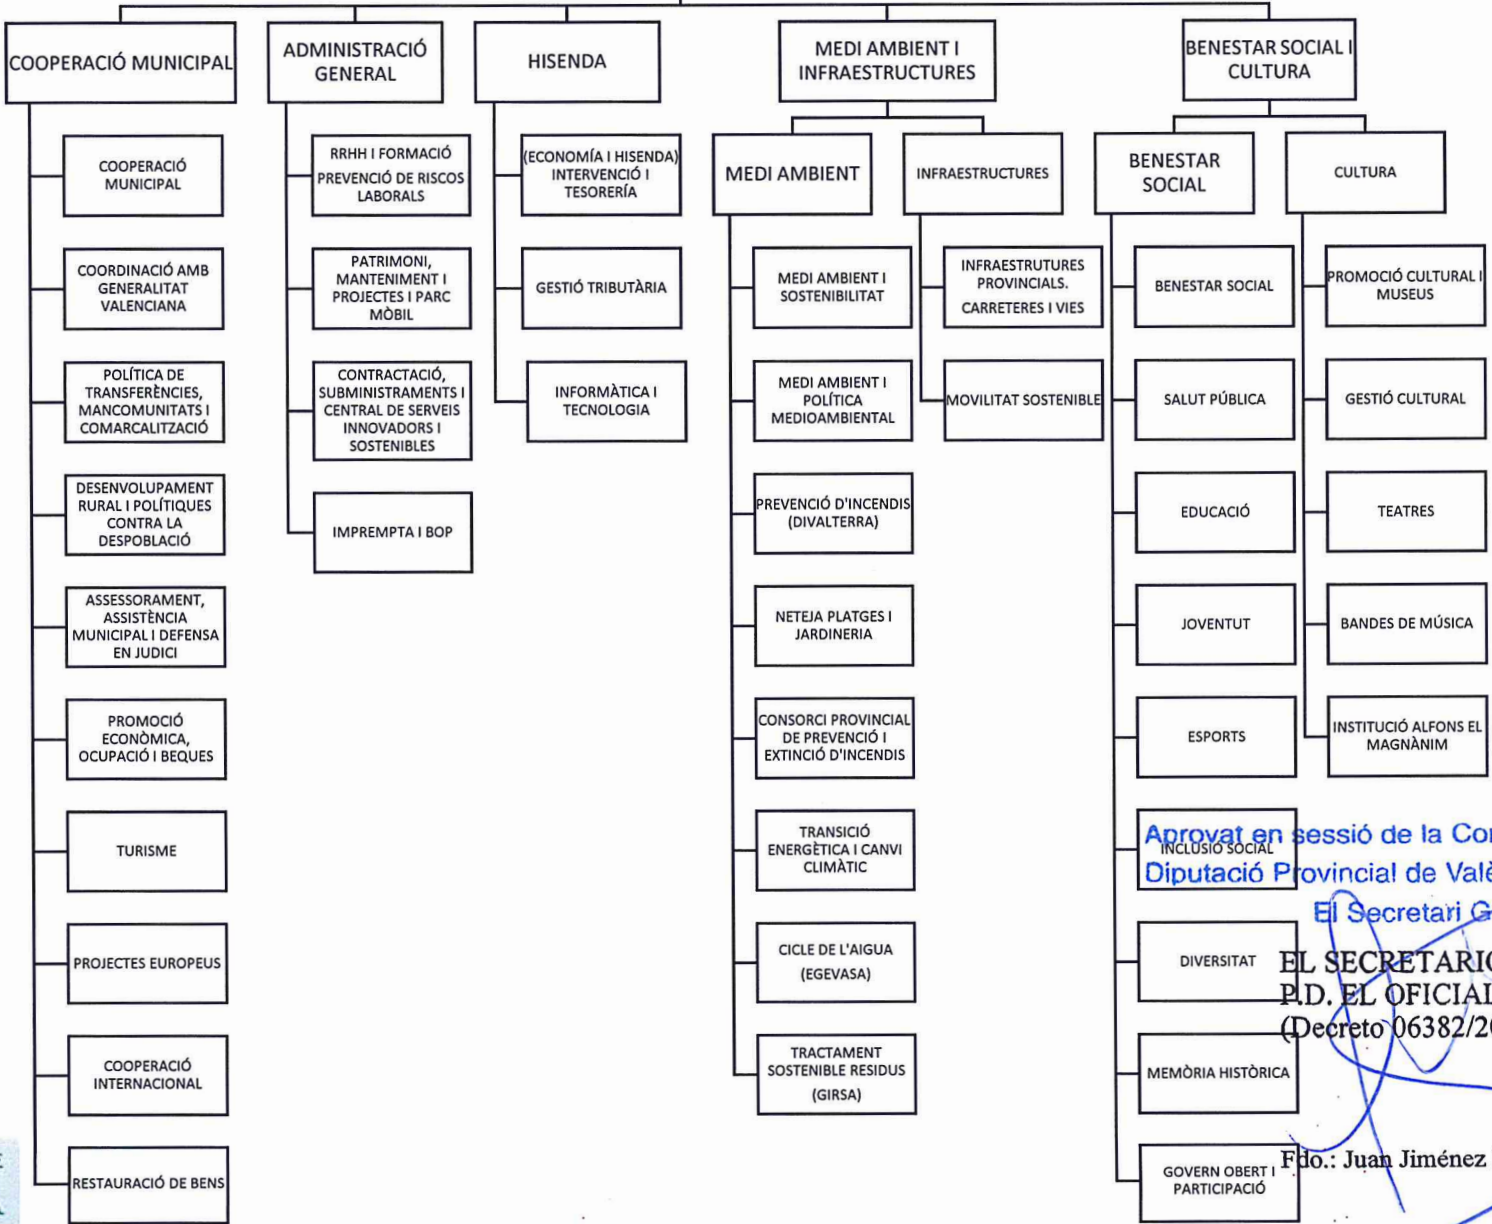 COOPERACIÓ MUNICIPAL
ADMINISTRACIÓ
GENERAL
HISENDA
MEDI AMBIENT I
INFRAESTRUCTURES
BENESTAR SOCIAL I
CULTURA
COOPERACIÓ
MUNICIPAL
COORDINACIÓ AMB
GENERALITAT
VALENCIANA
POLÍTICA DE
TRANSFERÈNCIES,
MANCOMUNITATS I
COMARCALITZACIÓ
DESENVOLUPAMENT
RURAL I POLÍTIQUES
CONTRA LA
DESPOBLACIÓ
ASSESSORAMENT,
ASSISTÈNCIA
MUNICIPAL I DEFENSA
EN JUDICI
PROMOCIÓ
ECONÒMICA,
OCUPACIÓ I BEQUES
TURISME
PROJECTES EUROPEUS
COOPERACIÓ
INTERNACIONAL
RESTAURACIÓ DE BENS
RRHH I FORMACIÓ
PREVENCIÓ DE RISCOS
LABORALS
PATRIMONI,
MANTENIMENT I
PROJECTES I PARC
MÒBIL
CONTRACTACIÓ,
SUBMINISTRAMENTS I
CENTRAL DE SERVEIS
INNOVADORS I
SOSTENIBLES
IMPREMPTA I BOP
(ECONOMÍA I HISENDA)
INTERVENCIÓ I
TESORERÍA
GESTIÓ TRIBUTÀRIA
INFORMÀTICA I
TECNOLOGIA
MEDI AMBIENT
MEDI AMBIENT I
SOSTENIBILITAT
MEDI AMBIENT I
POLÍTICA
MEDIOAMBIENTAL
PREVENCIÓ D'INCENDIS
(DIVALTERRA)
NETEJA PLATGES I
JARDINERIA
CONSORCI PROVINCIAL
DE PREVENCIÓ I
EXTINCIÓ D'INCENDIS
TRANSICIÓ
ENERGÈTICA I CANVI
CLIMÀTIC
CICLE DE L'AIGUA
(EGEVASA)
TRACTAMENT
SOSTENIBLE RESIDUS
(GIRSA)
INFRAESTRUCTURES
INFRAESTRUTURES
PROVINCIALS.
CARRETERES I VIES
MOVILITAT SOSTENIBLE
BENESTAR
SOCIAL
BENESTAR SOCIAL
SALUT PÚBLICA
EDUCACIÓ
JOVENTUT
ESPORTS
INCLUSIÓ SOCIAL
DIVERSITAT
MEMÒRIA HISTÒRICA
GOVERN OBERT I
PARTICIPACIÓ
CULTURA
PROMOCIÓ CULTURAL I
MUSEUS
GESTIÓ CULTURAL
TEATRES
BANDES DE MÚSICA
INSTITUCIÓ ALFONS EL
MAGNÀNIM
Aprovat en sessió de la
Diputació Provincial de
El Secretari
EL SECRETARIO
P.D. EL OFICIAL
(Decreto 06382/
Fdo.: Juan Jiménez